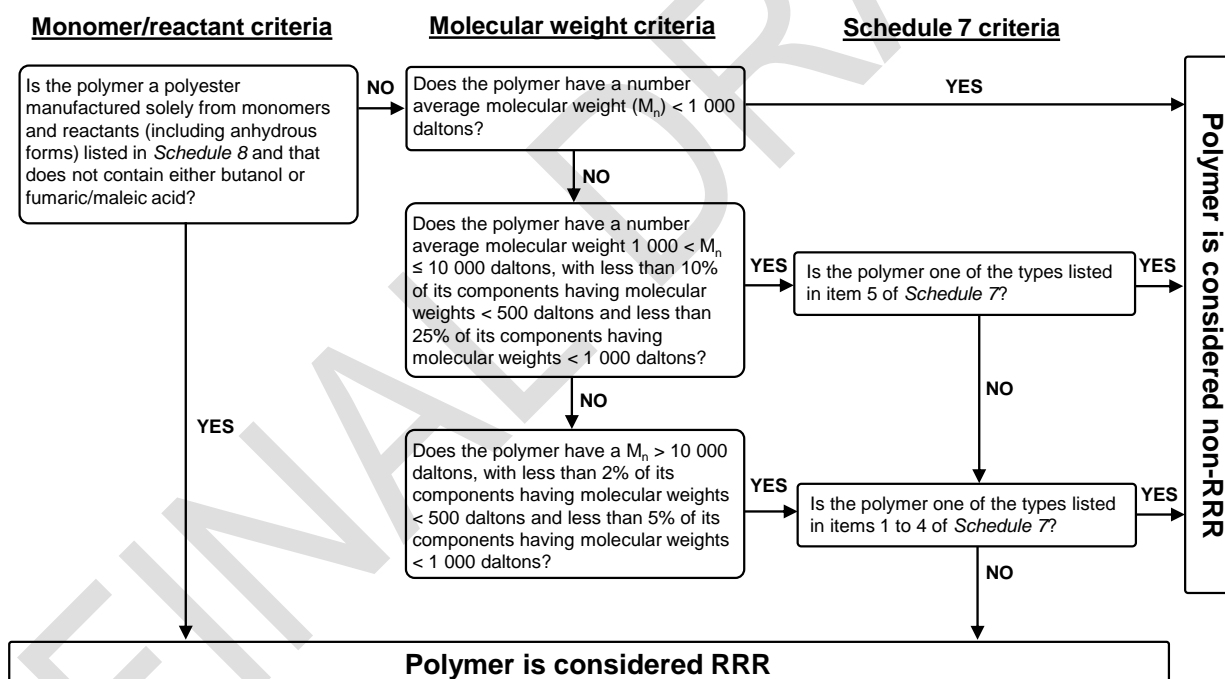 Monomer/reactant criteria
Molecular weight criteria
Schedule 7 criteria
Is the polymer a polyester
manufactured solely from monomers
and reactants (including anhydrous
forms) listed in Schedule 8 and that
does not contain either butanol or
fumaric/maleic acid?
NO
Does the polymer have a number
average molecular weight (Mn) < 1 000
daltons?
YES
NO
Does the polymer have a number
average molecular weight 1 000 < Mn
≤ 10 000 daltons, with less than 10%
of its components having molecular
weights < 500 daltons and less than
25% of its components having
molecular weights < 1 000 daltons?
YES
Is the polymer one of the types listed
in item 5 of Schedule 7?
YES
NO
NO
YES
Does the polymer have a Mn > 10 000
daltons, with less than 2% of its
components having molecular weights
< 500 daltons and less than 5% of its
components having molecular weights
< 1 000 daltons?
YES
Is the polymer one of the types listed
in items 1 to 4 of Schedule 7?
YES
NO
Polymer is considered non-RRR
Polymer is considered RRR
FINAL DRA